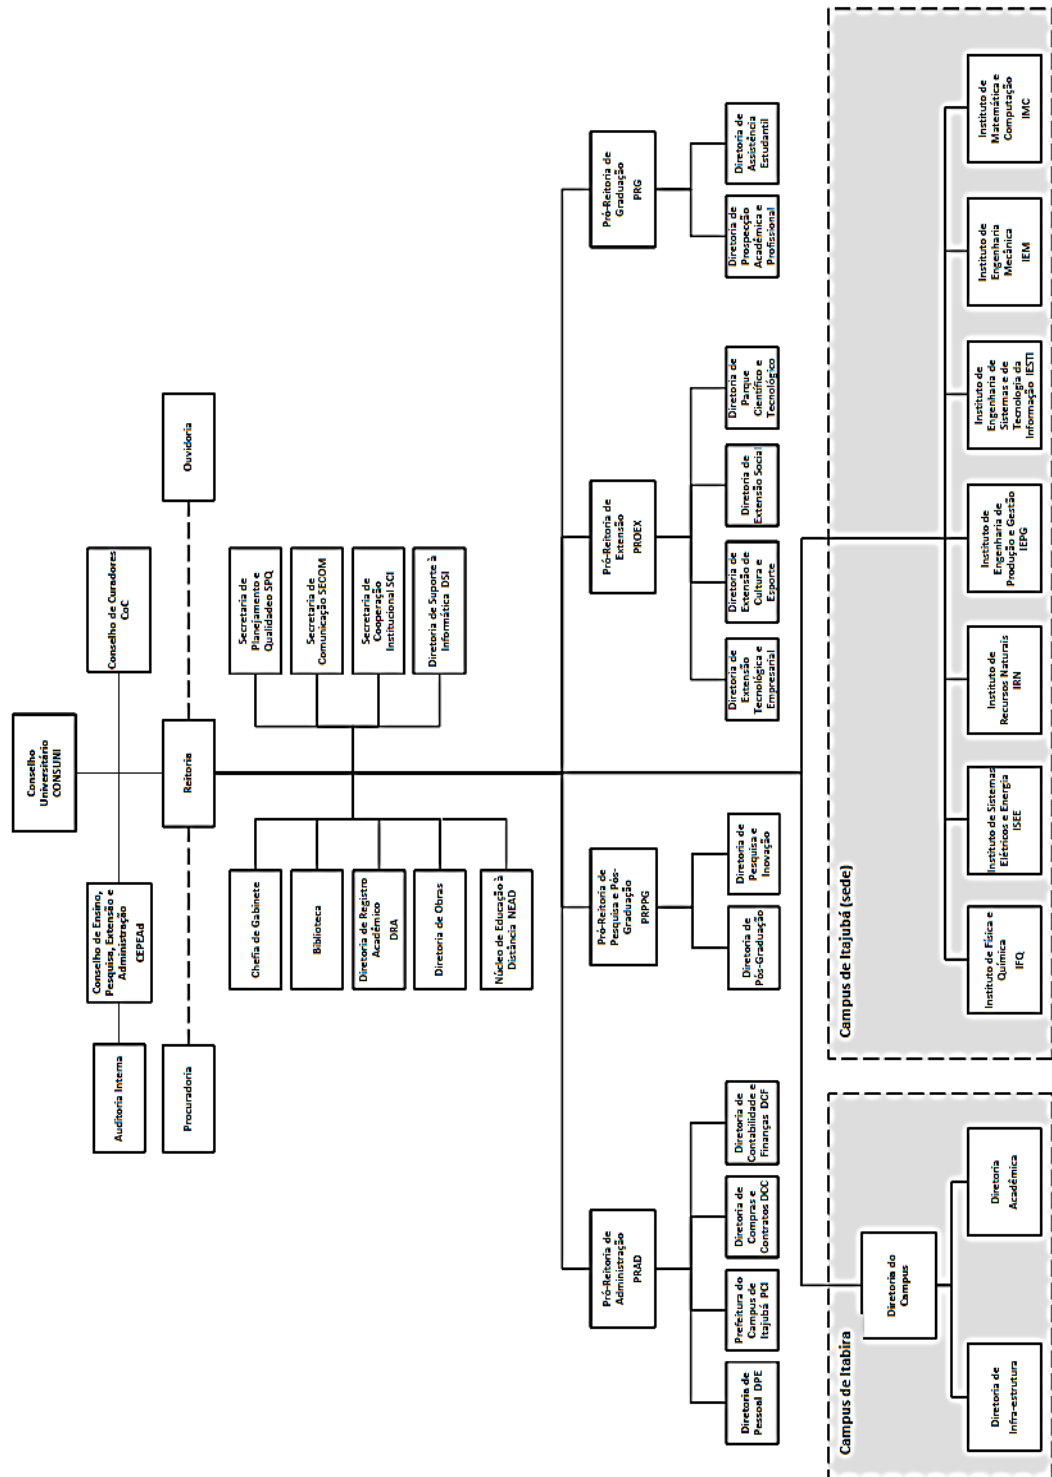 Conselho
Universitário
CONSUNI
Auditoria Interna
Conselho de Ensino,
Pesquisa, Extensão e
Administração
CEPEAd
Conselho de Curadores
CoC
Procuradoria
Reitoria
Ouvidoria
Chefia de Gabinete
Biblioteca
Diretoria de Registro
Acadêmico
DRA
Diretoria de Obras
Núcleo de Educação à
Distância NEAD
Secretaria de
Planejamento e
Qualidadeo SPQ
Secretaria de
Comunicação SECOM
Secretaria de
Cooperação
Institucional SCI
Diretoria de Suporte à
Informática DSI
Pró-Reitoria de
Administração
PRAD
Pró-Reitoria de
Pesquisa e Pós-
Graduação
PRPPG
Pró-Reitoria de
Extensão
PROEX
Pró-Reitoria de
Graduação
PRG
Diretoria de
Pessoal DPE
Prefeitura do
Campus de
Itajubá PCI
Diretoria de
Compras e
Contratos DCC
Diretoria de
Contabilidade e
Finanças DCF
Diretoria de
Pós-Graduação
Diretoria de
Pesquisa e
Inovação
Diretoria de
Extensão
Tecnológica e
Empresarial
Diretoria de
Extensão de
Cultura e
Esporte
Diretoria de
Extensão Social
Diretoria de
Parque
Científico e
Tecnológico
Diretoria de
Prospecção
Acadêmica e
Profissional
Diretoria de
Assistência
Estudantil
Campus de Itabira
Diretoria do
Campus
Diretoria de
Infra-estrutura
Diretoria
Acadêmica
Campus de Itajubá (sede)
Instituto de Física e
Química
IFQ
Instituto de Sistemas
Elétricos e Energia
ISEE
Instituto de
Recursos Naturais
IRN
Instituto de
Engenharia de
Produção e Gestão
IEPG
Instituto de
Engenharia de
Sistemas e de
Tecnologia da
Informação IESTI
Instituto de
Engenharia
Mecânica
IEM
Instituto de
Matemática e
Computação
IMC